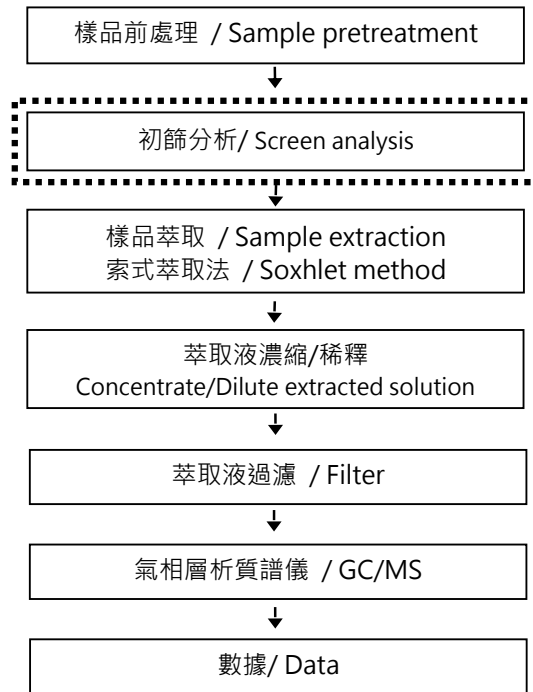 樣品前處理 / Sample pretreatment
初篩分析/ Screen analysis
樣品萃取 / Sample extraction
索式萃取法 / Soxhlet method
萃取液濃縮/稀釋
Concentrate/Dilute extracted solution
萃取液過濾 / Filter
氣相層析質譜儀 / GC/MS
數據/ Data